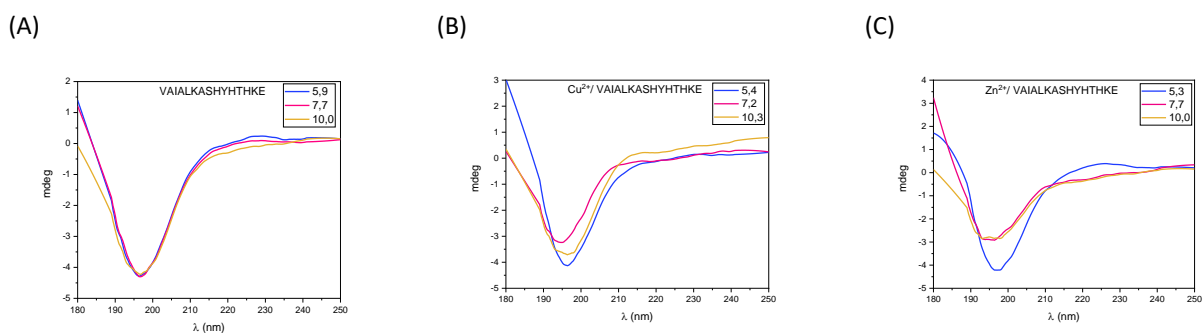 (A)
(B)
(C)
VAIALKASHYHTHKE
5,9
7,7
10,0
mdeg
2
1
0
-1
-2
-3
-4
-5
180 190 200 210 220 230 240 250
λ (nm)
Cu²⁺/ VAIALKASHYHTHKE
5,4
7,2
10,3
mdeg
3
2
1
0
-1
-2
-3
-4
-5
180 190 200 210 220 230 240 250
λ (nm)
Zn²⁺/ VAIALKASHYHTHKE
5,3
7,7
10,0
mdeg
4
3
2
1
0
-1
-2
-3
-4
-5
180 190 200 210 220 230 240 250
λ (nm)